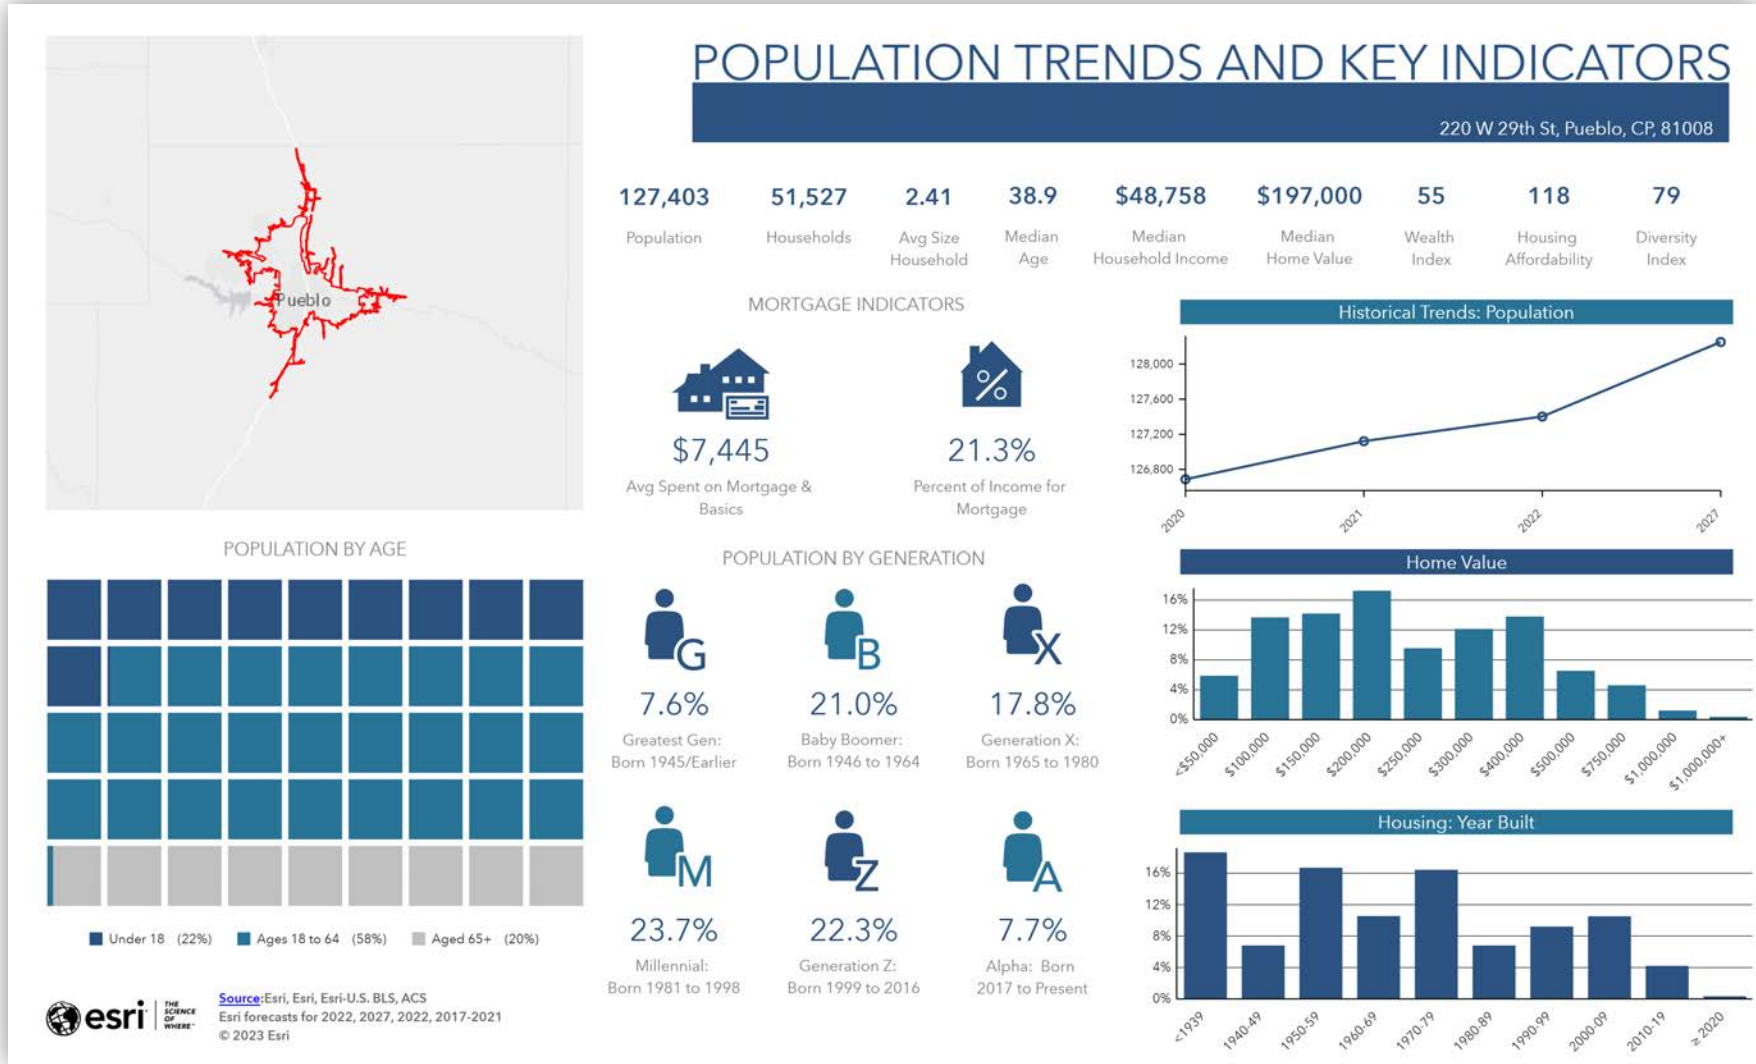 POPULATION TRENDS AND KEY INDICATORS
220 W 29th St, Pueblo, CP, 81008
Pueblo
127,403
Population
51,527
Households
2.41
Avg Size
Household
38.9
Median
Age
$48,758
Median
Household Income
$197,000
Median
Home Value
55
Wealth
Index
118
Housing
Affordability
79
Diversity
Index
MORTGAGE INDICATORS
%
$7,445
Avg Spent on Mortgage &
Basics
21.3%
Percent of Income for
Mortgage
Historical Trends: Population
128,000
127,600
127,200
126,800
2020
2021
2022
2027
POPULATION BY AGE
Under 18 (22%)
Ages 18 to 64 (58%)
Aged 65+ (20%)
POPULATION BY GENERATION
G
7.6%
Greatest Gen:
Born 1945/Earlier
B
21.0%
Baby Boomer:
Born 1946 to 1964
X
17.8%
Generation X:
Born 1965 to 1980
M
23.7%
Millennial:
Born 1981 to 1998
Z
22.3%
Generation Z:
Born 1999 to 2016
A
7.7%
Alpha: Born
2017 to Present
Home Value
16%
12%
8%
4%
0%
<$50,000
$100,000
$150,000
$200,000
$250,000
$300,000
$400,000
$500,000
$750,000
$1,000,000
$1,000,000+
Housing: Year Built
16%
12%
8%
4%
0%
<1939
1940-49
1950-59
1960-69
1970-79
1980-89
1990-99
2000-09
2010-19
≥ 2020
esri
THE
SCIENCE
OF
WHERE™
Source:Esri, Esri, Esri-U.S. BLS, ACS
Esri forecasts for 2022, 2027, 2022, 2017-2021
© 2023 Esri